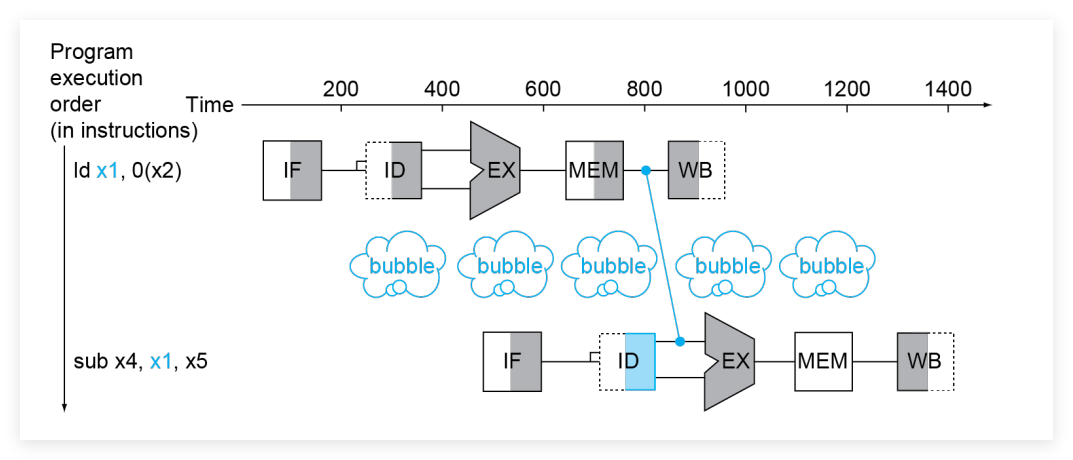 Program
execution
order
(in instructions)
Time
200 400 600 800 1000 1200 1400
ld x1, 0(x2)
IF ID EX MEM WB
bubble bubble bubble bubble bubble
sub x4, x1, x5
IF ID EX MEM WB